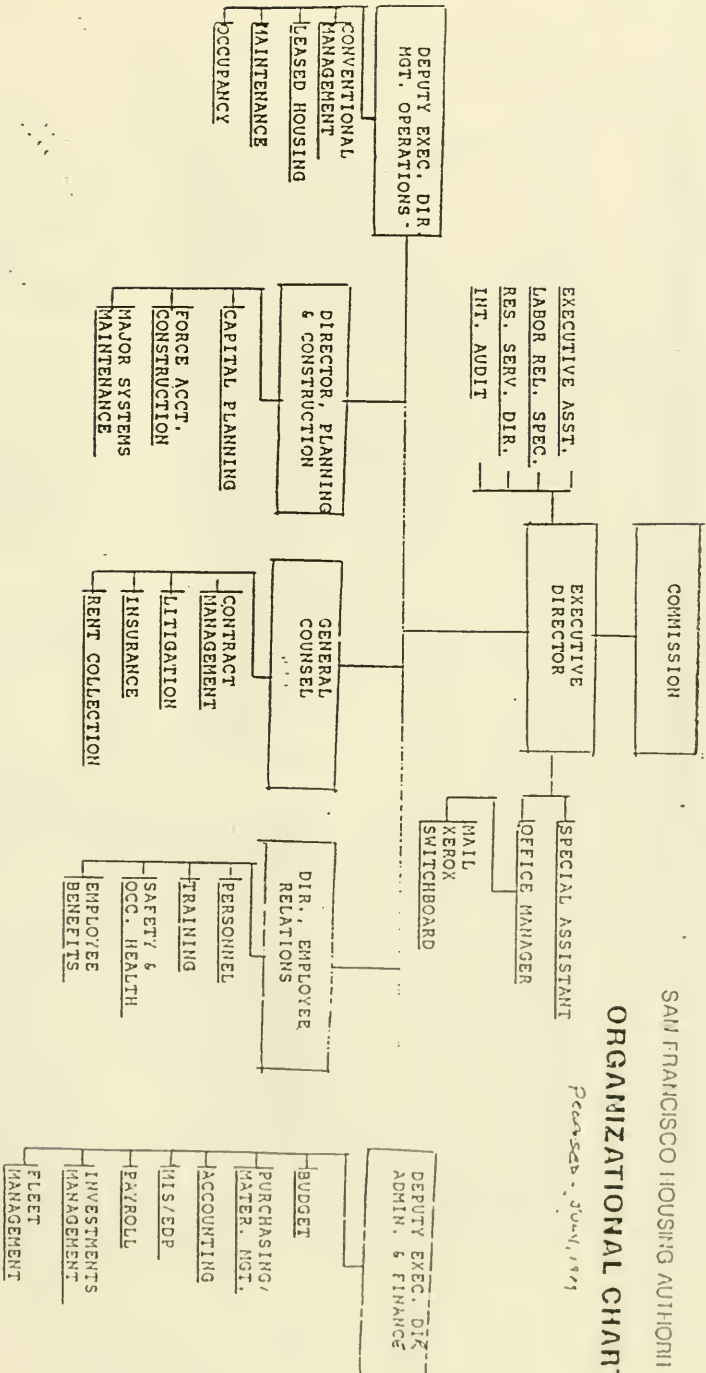 SAN FRANCISCO HOUSING AUTHORI
ORGANIZATIONAL CHART
JULY, 19
COMMISSION
EXECUTIVE
DIRECTOR
EXECUTIVE ASST.
LABOR REL. SPEC.
RES. SERV. DIR.
INT. AUDIT
SPECIAL ASSISTANT
OFFICE MANAGER
MAIL
XEROX
SWITCHBOARD
DEPUTY EXEC. DIR
MGT. OPERATIONS -
CONVENTIONAL
MANAGEMENT
LEASED HOUSING
MAINTENANCE
OCCUPANCY
DIRECTOR, PLANNING
& CONSTRUCTION
CAPITAL PLANNING
FORCE ACCT.
CONSTRUCTION
MAJOR SYSTEMS
MAINTENANCE
GENERAL
COUNSEL
CONTRACT
MANAGEMENT
LITIGATION
INSURANCE
RENT COLLECTION
DIR., EMPLOYEE
RELATIONS
PERSONNEL
TRAINING
SAFETY &
OCC. HEALTH
EMPLOYEE
BENEFITS
DEPUTY EXEC. DIR
ADMIN. & FINANCE
BUDGET
PURCHASING/
MATER. MGT.
ACCOUNTING
MIS/EDP
PAYROLL
INVESTMENTS
MANAGEMENT
FLEET
MANAGEMENT